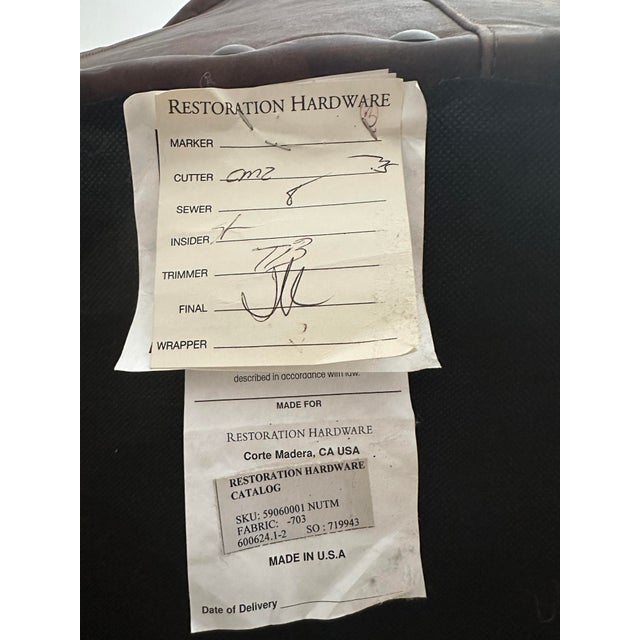 RESTORATION HARDWARE
MARKER
CUTTER
SEWER 8
INSIDER
TRIMMER TB
FINAL
WRAPPER
described in accordance with law.
MADE FOR
RESTORATION HARDWARE
Corte Madera, CA USA
RESTORATION HARDWARE
CATALOG
SKU: 59060001 NUTM
FABRIC: -703
600624.1-2 SO : 719943
MADE IN U.S.A
Date of Delivery